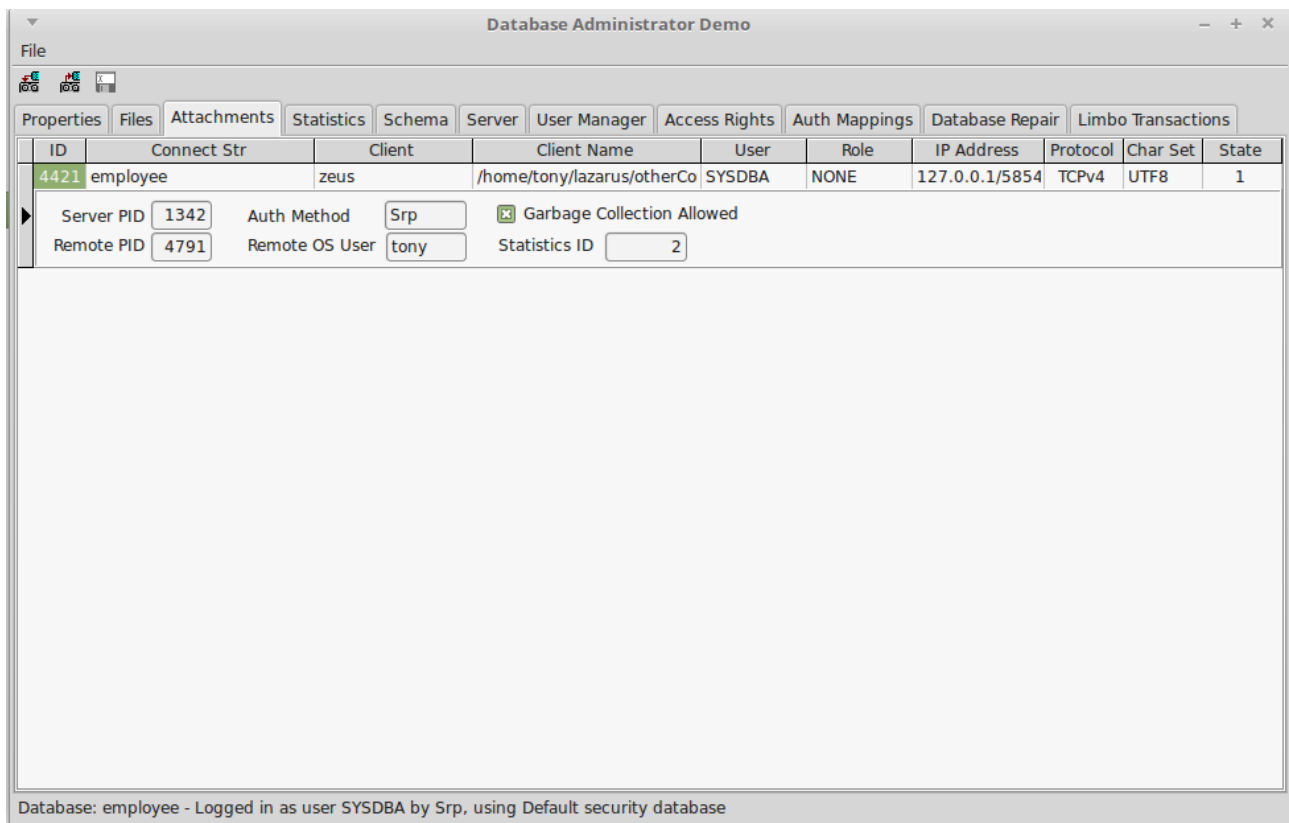 Database Administrator Demo
File
Properties Files Attachments Statistics Schema Server User Manager Access Rights Auth Mappings Database Repair Limbo Transactions
ID Connect Str Client Client Name User Role IP Address Protocol Char Set State
4421 employee zeus /home/tony/lazarus/otherCo SYSDBA NONE 127.0.0.1/5854 TCPv4 UTF8 1
Server PID 1342 Auth Method Srp Garbage Collection Allowed
Remote PID 4791 Remote OS User tony Statistics ID 2
Database: employee - Logged in as user SYSDBA by Srp, using Default security database